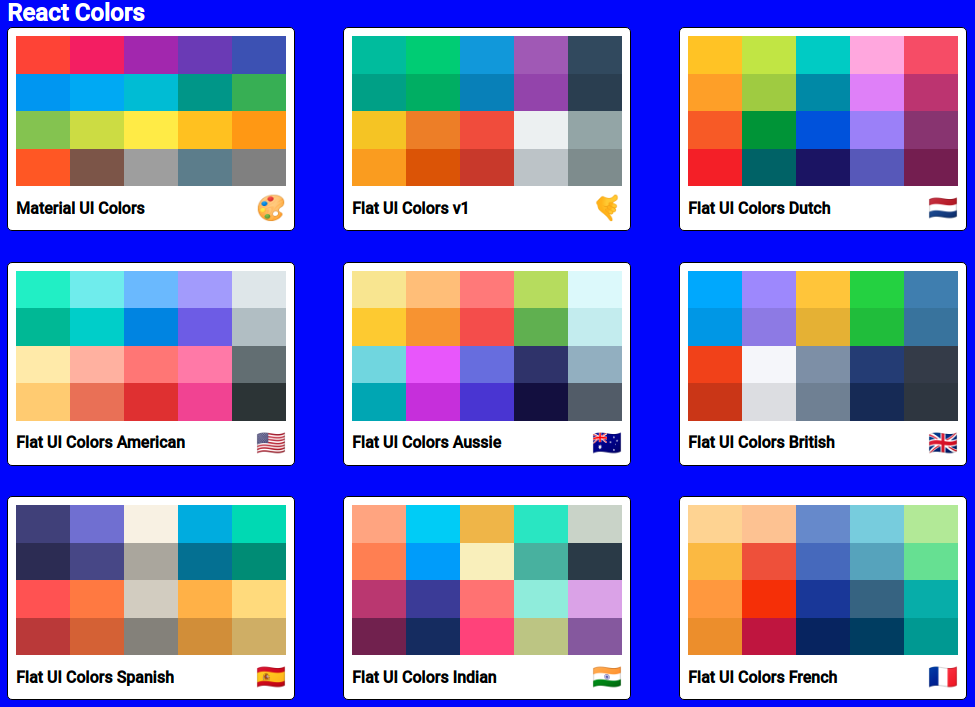 React Colors
Material UI Colors
Flat UI Colors v1
Flat UI Colors Dutch
Flat UI Colors American
Flat UI Colors Aussie
Flat UI Colors British
Flat UI Colors Spanish
Flat UI Colors Indian
Flat UI Colors French